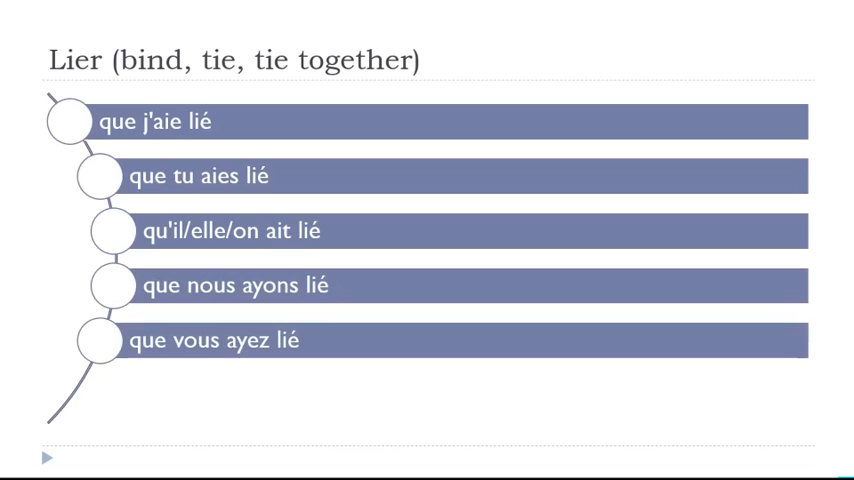 Lier (bind, tie, tie together)
que j'aie lié
que tu aies lié
qu'il/elle/on ait lié
que nous ayons lié
que vous ayez lié